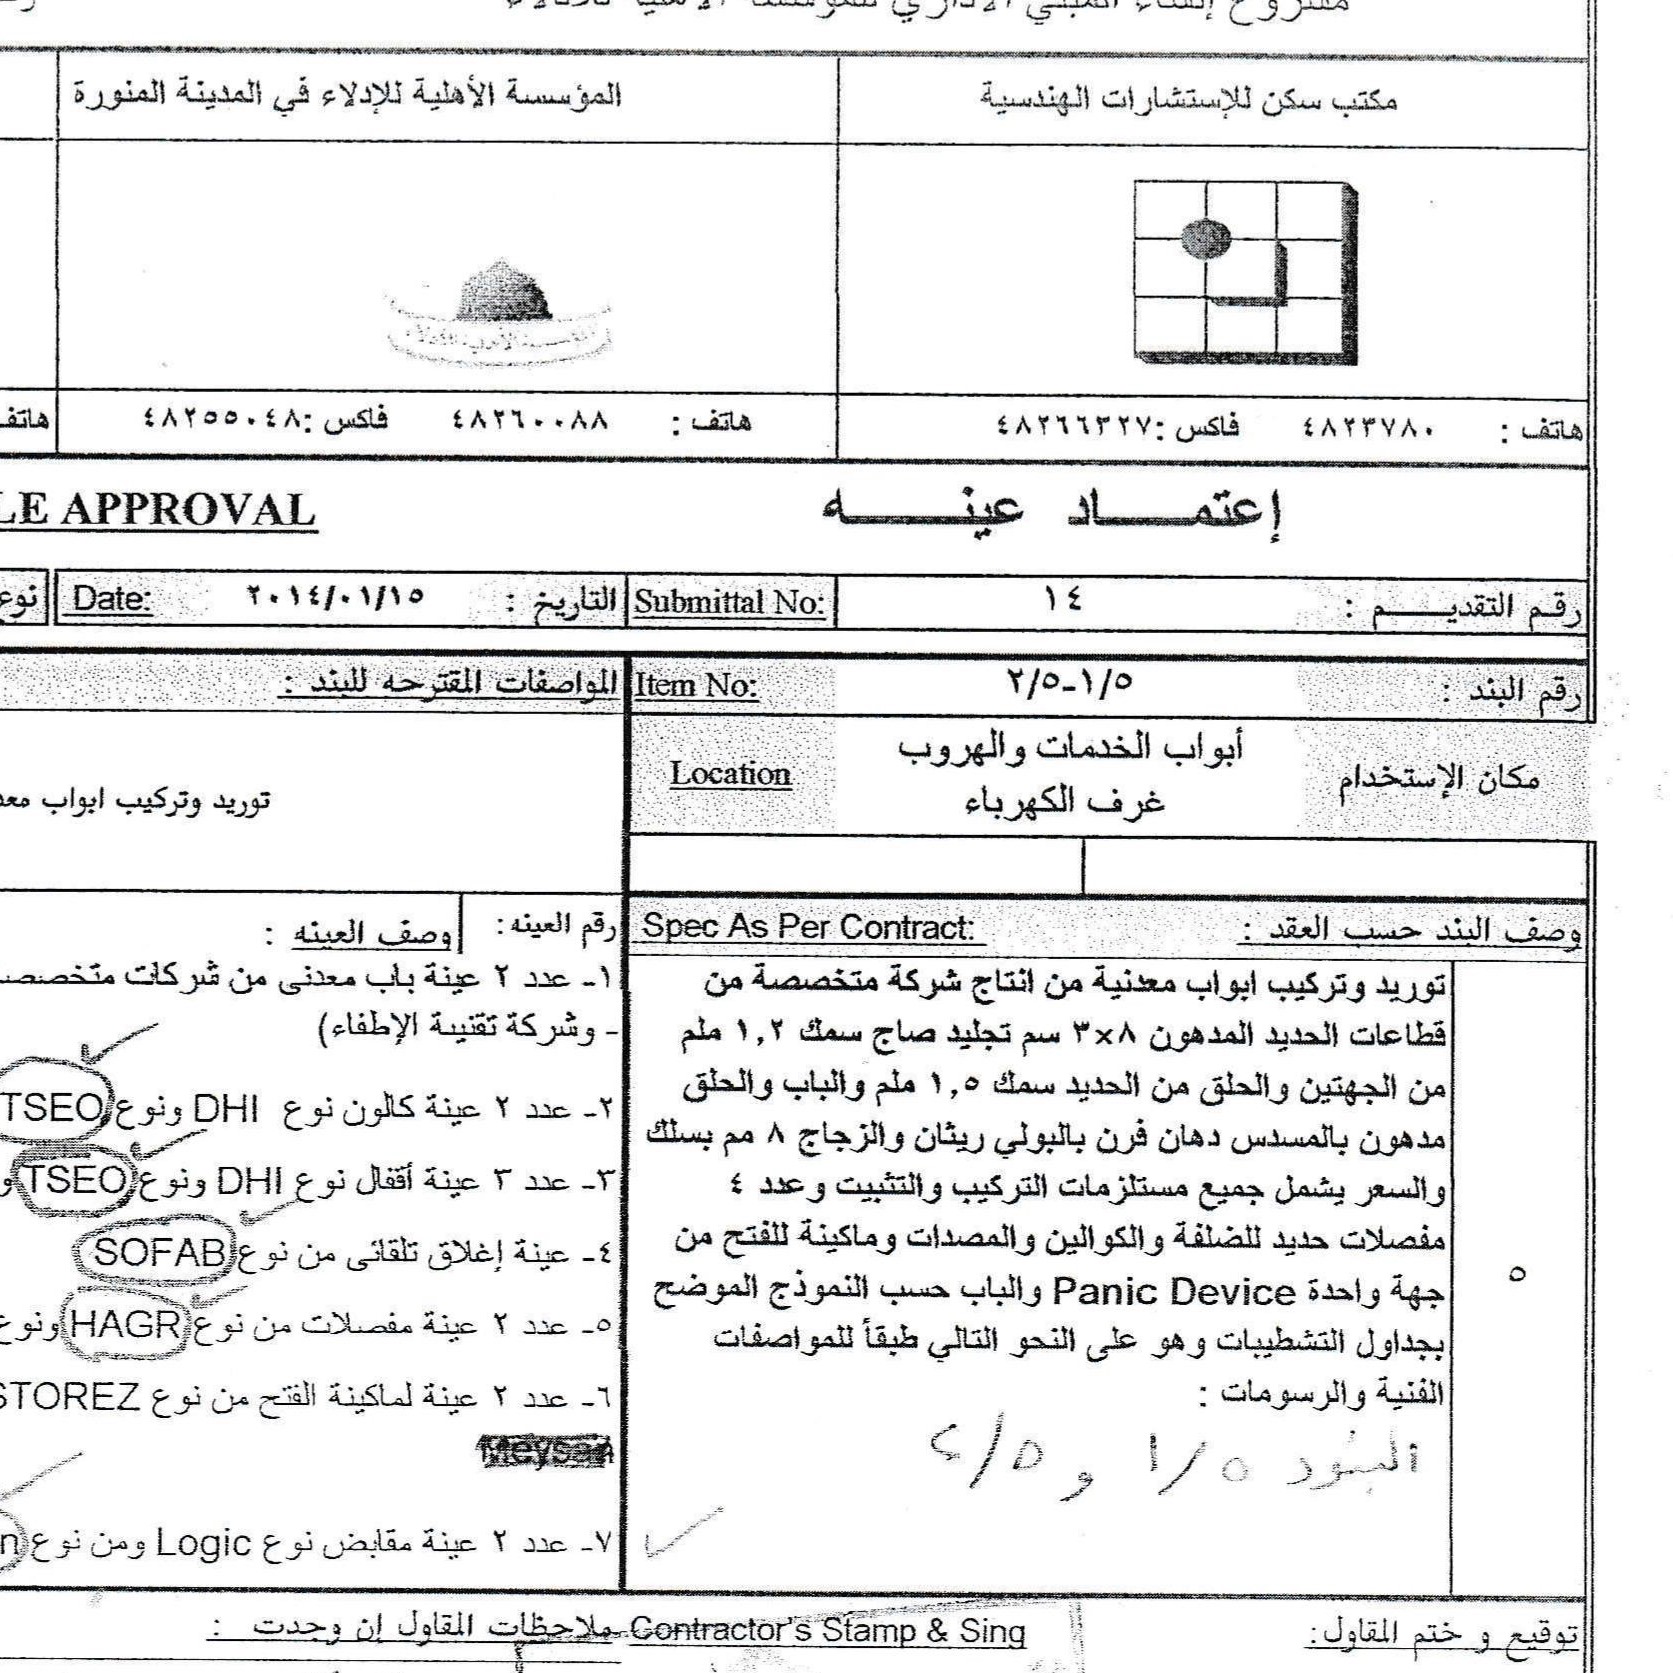 مشروع إنشاء المبنى الإداري للمؤسسة الأهلية للأدلاء
مكتب سكن للإستشارات الهندسية
المؤسسة الأهلية للإدلاء في المدينة المنورة
هاتف : ٤٨٢٣٧٨٠ فاكس :٤٨٢٦٦٣٢٧
هاتف : ٤٨٢٦٠٠٨٨ فاكس :٤٨٢٥٥٠٤٨
هاتف
إعتمـــاد عينـــــه
LE APPROVAL
رقم التقديـــم : ١٤ Submittal No:
التاريخ : ٢٠١٤/٠١/١٥ Date:
نوع
رقم البند : ٢/٥-١/٥ Item No:
المواصفات المقترحه للبند :
مكان الإستخدام
أبواب الخدمات والهروب
غرف الكهرباء
Location
توريد وتركيب ابواب معد
وصف البند حسب العقد : Spec As Per Contract:
رقم العينه : وصف العينه :
٥
توريد وتركيب ابواب معدنية من انتاج شركة متخصصة من
قطاعات الحديد المدهون ٨×٣ سم تجليد صاج سمك ١,٢ ملم
من الجهتين والحلق من الحديد سمك ١,٥ ملم والباب والحلق
مدهون بالمسدس دهان فرن بالبولي ريثان والزجاج ٨ مم بسلك
والسعر يشمل جميع مستلزمات التركيب والتثبيت وعدد ٤
مفصلات حديد للضلفة والكوالين والمصدات وماكينة للفتح من
جهة واحدة Panic Device والباب حسب النموذج الموضح
بجداول التشطيبات وهو على النحو التالي طبقاً للمواصفات
الفنية والرسومات :
البنود ١/٥ و ٢/٥
١- عدد ٢ عينة باب معدنى من شركات متخصصـ
- وشركة تقنيية الإطفاء)
٢- عدد ٢ عينة كالون نوع DHI ونوع TSEO
٣- عدد ٣ عينة أقفال نوع DHI ونوع TSEO و
٤- عينة إغلاق تلقائى من نوع SOFAB
٥- عدد ٢ عينة مفصلات من نوع HAGR ونوع
٦- عدد ٢ عينة لماكينة الفتح من نوع STOREZ
Meysan
٧- عدد ٢ عينة مقابض نوع Logic ومن نوع n
توقيع و ختم المقاول: Contractor's Stamp & Sing
ملاحظات المقاول إن وجدت :